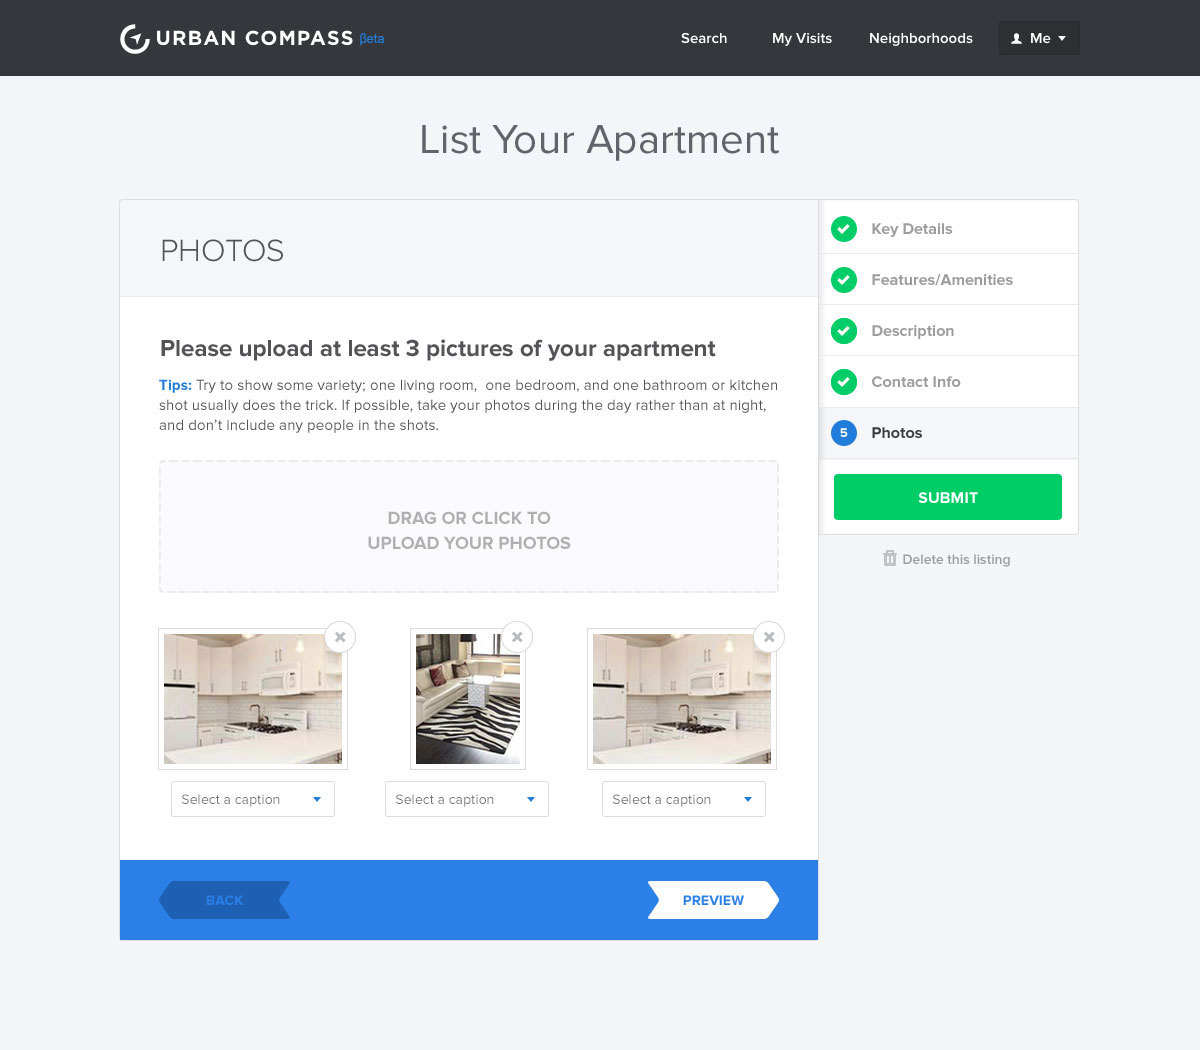 URBAN COMPASS βeta
Search
My Visits
Neighborhoods
Me
List Your Apartment
PHOTOS
Please upload at least 3 pictures of your apartment
Tips: Try to show some variety; one living room, one bedroom, and one bathroom or kitchen
shot usually does the trick. If possible, take your photos during the day rather than at night,
and don’t include any people in the shots.
DRAG OR CLICK TO
UPLOAD YOUR PHOTOS
Select a caption
Select a caption
Select a caption
BACK
PREVIEW
Key Details
Features/Amenities
Description
Contact Info
5 Photos
SUBMIT
Delete this listing